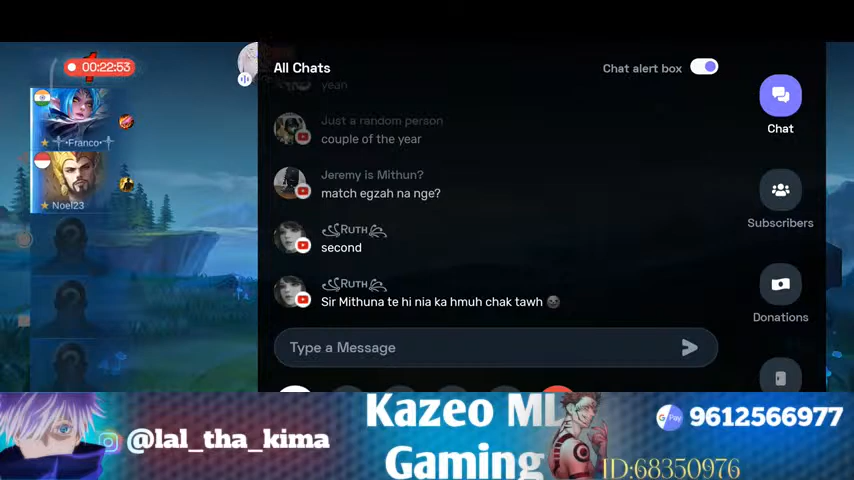 00:22:53
All Chats
Chat alert box
yeah
Just a random person
couple of the year
Chat
•Franco•
Jeremy is Mithun?
match egzah na nge?
Noel23
Subscribers
RUTH
second
RUTH
Sir Mithuna te hi nia ka hmuh chak tawh
Donations
Type a Message
Kazeo ML
Gaming
@lal_tha_kima
G Pay 9612566977
ID:68350976